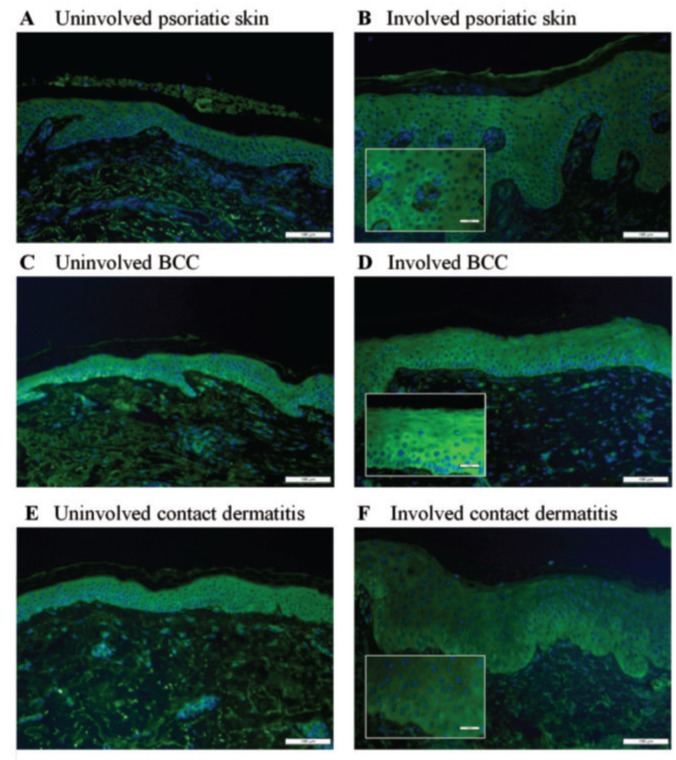 A Uninvolved psoriatic skin
B Involved psoriatic skin
C Uninvolved BCC
D Involved BCC
E Uninvolved contact dermatitis
F Involved contact dermatitis